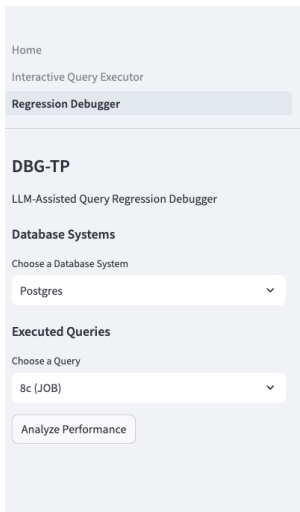 Home
Interactive Query Executor
Regression Debugger
DBG-TP
LLM-Assisted Query Regression Debugger
Database Systems
Choose a Database System
Postgres
Executed Queries
Choose a Query
8c (JOB)
Analyze Performance